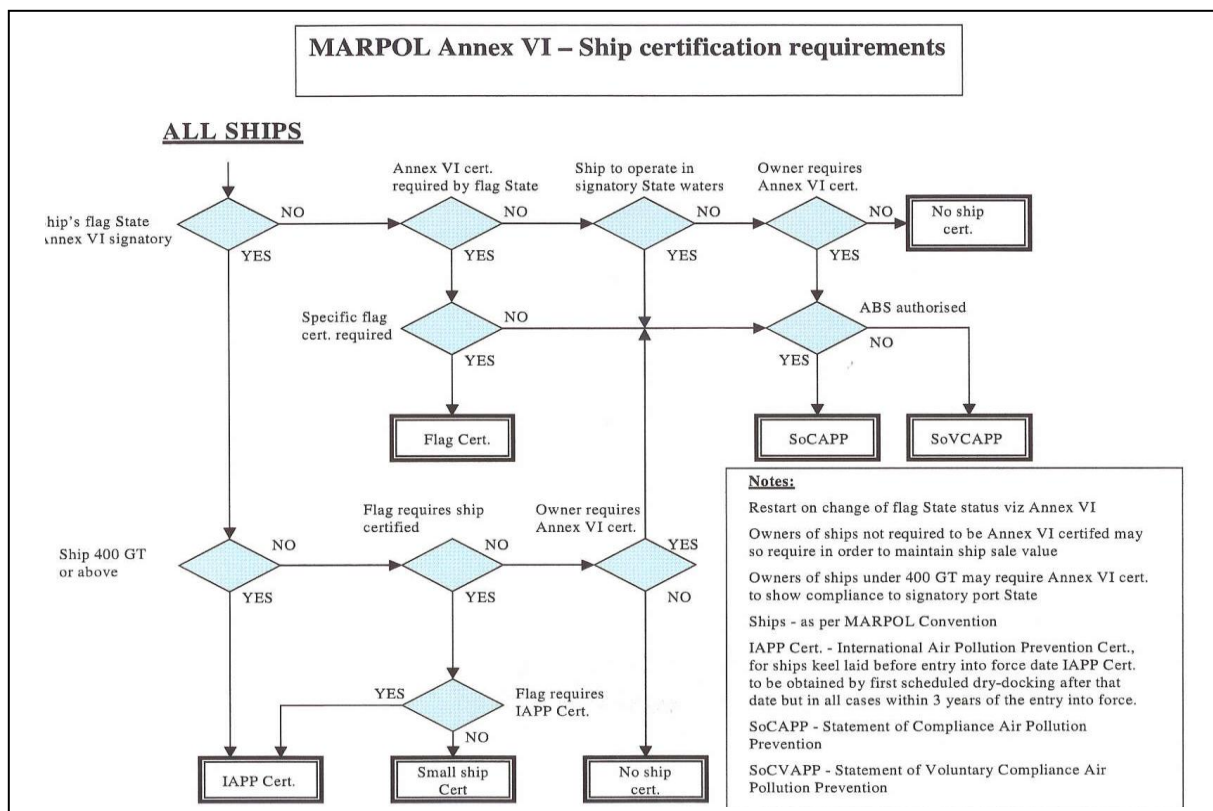 MARPOL Annex VI – Ship certification requirements
ALL SHIPS
Annex VI cert.
required by flag State
Ship to operate in
signatory State waters
Owner requires
Annex VI cert.
hip's flag State
Annex VI signatory
NO
NO
NO
NO
No ship
cert.
YES
YES
YES
YES
Specific flag
cert. required
NO
ABS authorised
YES
YES
NO
Flag Cert.
SoCAPP
SoVCAPP
Flag requires ship
certified
Owner requires
Annex VI cert.
Ship 400 GT
or above
NO
NO
YES
YES
YES
NO
YES
Flag requires
IAPP Cert.
NO
IAPP Cert.
Small ship
Cert
No ship
cert.
Notes:
Restart on change of flag State status viz Annex VI
Owners of ships not required to be Annex VI certifed may
so require in order to maintain ship sale value
Owners of ships under 400 GT may require Annex VI cert.
to show compliance to signatory port State
Ships - as per MARPOL Convention
IAPP Cert. - International Air Pollution Prevention Cert.,
for ships keel laid before entry into force date IAPP Cert.
to be obtained by first scheduled dry-docking after that
date but in all cases within 3 years of the entry into force.
SoCAPP - Statement of Compliance Air Pollution
Prevention
SoCVAPP - Statement of Voluntary Compliance Air
Pollution Prevention